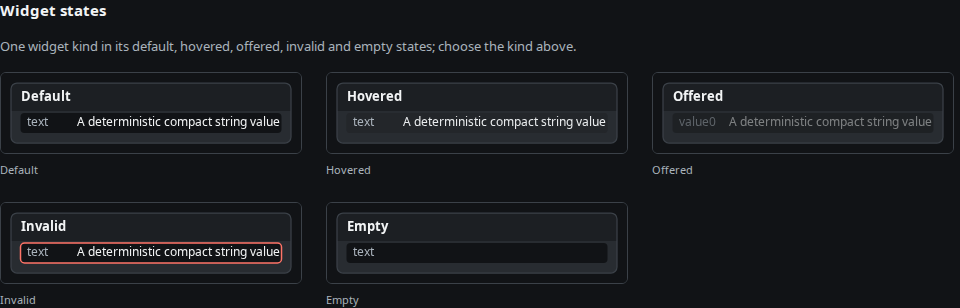 Widget states
One widget kind in its default, hovered, offered, invalid and empty states; choose the kind above.
Default
text A deterministic compact string value
Default
Hovered
text A deterministic compact string value
Hovered
Offered
value0 A deterministic compact string value
Offered
Invalid
text A deterministic compact string value
Invalid
Empty
text
Empty